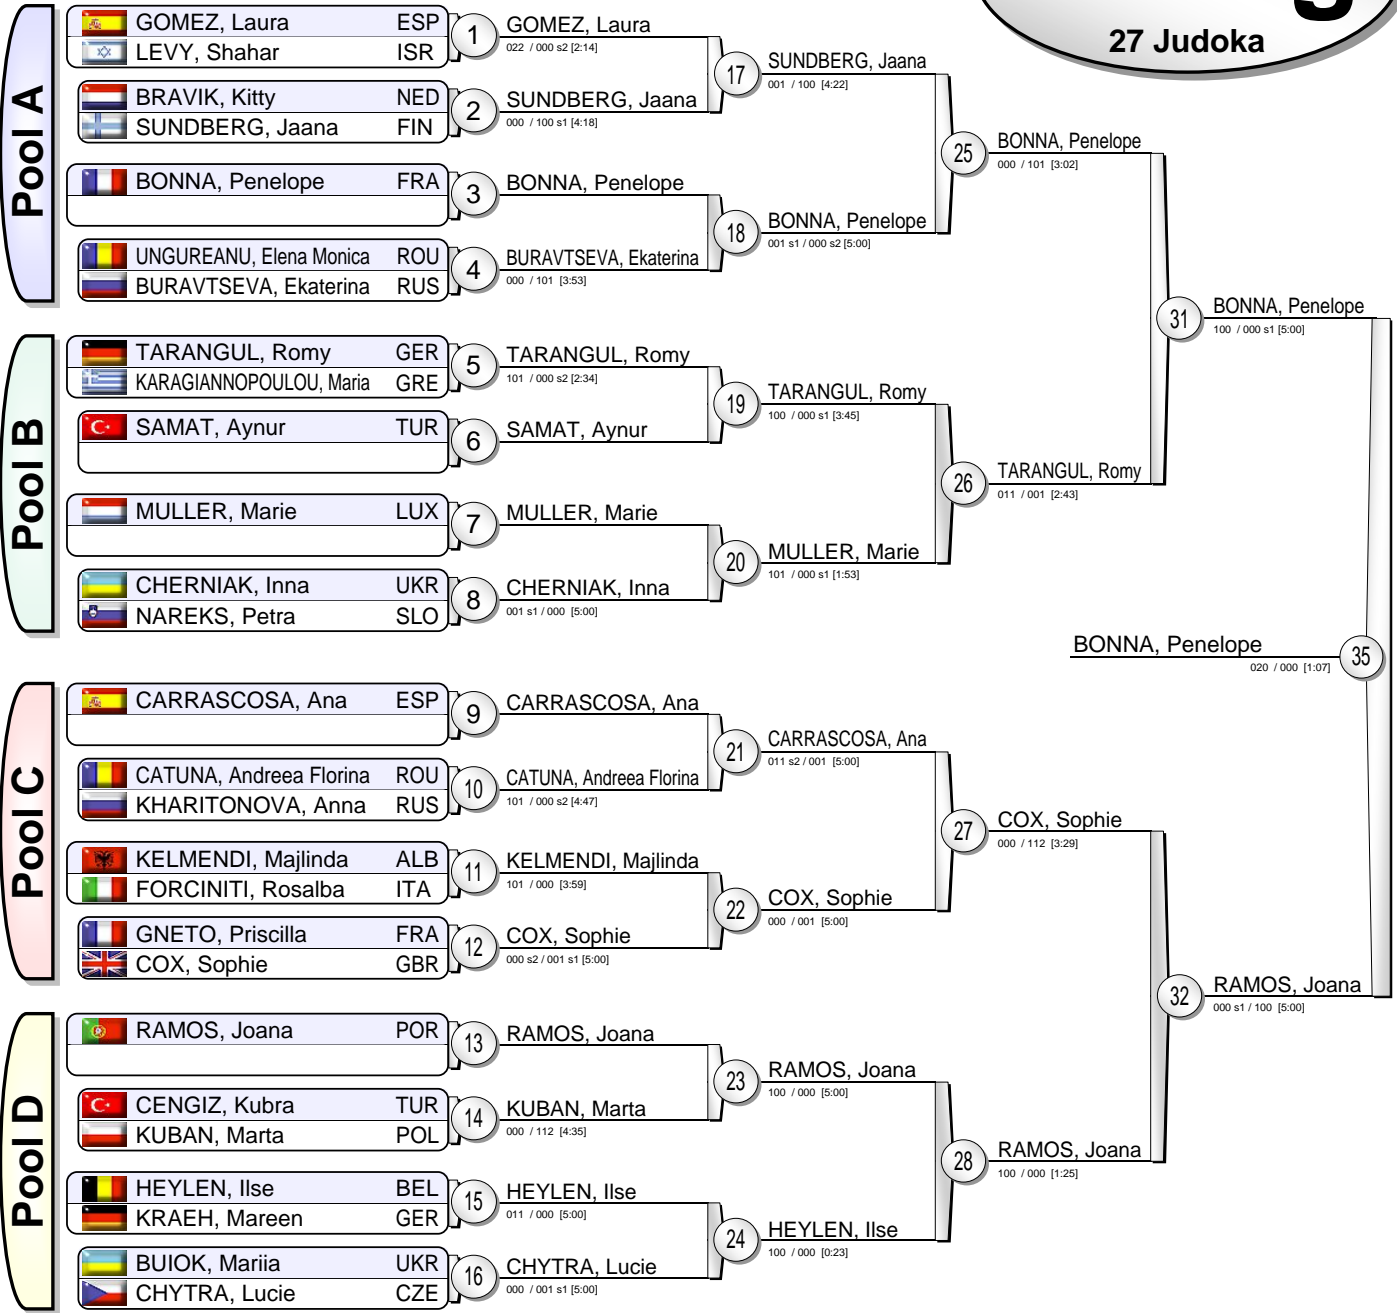 27 Judoka
Pool A
GOMEZ, Laura ESP
LEVY, Shahar ISR
1
BRAVIK, Kitty NED
SUNDBERG, Jaana FIN
2
BONNA, Penelope FRA
3
UNGUREANU, Elena Monica ROU
BURAVTSEVA, Ekaterina RUS
4
Pool B
TARANGUL, Romy GER
KARAGIANNOPOULOU, Maria GRE
5
SAMAT, Aynur TUR
6
MULLER, Marie LUX
7
CHERNIAK, Inna UKR
NAREKS, Petra SLO
8
Pool C
CARRASCOSA, Ana ESP
9
CATUNA, Andreea Florina ROU
KHARITONOVA, Anna RUS
10
KELMENDI, Majlinda ALB
FORCINITI, Rosalba ITA
11
GNETO, Priscilla FRA
COX, Sophie GBR
12
Pool D
RAMOS, Joana POR
13
CENGIZ, Kubra TUR
KUBAN, Marta POL
14
HEYLEN, Ilse BEL
KRAEH, Mareen GER
15
BUIOK, Mariia UKR
CHYTRA, Lucie CZE
16
GOMEZ, Laura
022 / 000 s2 [2:14]
SUNDBERG, Jaana
000 / 100 s1 [4:18]
BONNA, Penelope
BURAVTSEVA, Ekaterina
000 / 101 [3:53]
TARANGUL, Romy
101 / 000 s2 [2:34]
SAMAT, Aynur
MULLER, Marie
CHERNIAK, Inna
001 s1 / 000 [5:00]
CARRASCOSA, Ana
CATUNA, Andreea Florina
101 / 000 s2 [4:47]
KELMENDI, Majlinda
101 / 000 [3:59]
COX, Sophie
000 s2 / 001 s1 [5:00]
RAMOS, Joana
KUBAN, Marta
000 / 112 [4:35]
HEYLEN, Ilse
011 / 000 [5:00]
CHYTRA, Lucie
000 / 001 s1 [5:00]
17
SUNDBERG, Jaana
001 / 100 [4:22]
18
BONNA, Penelope
001 s1 / 000 s2 [5:00]
19
TARANGUL, Romy
100 / 000 s1 [3:45]
20
MULLER, Marie
101 / 000 s1 [1:53]
21
CARRASCOSA, Ana
011 s2 / 001 [5:00]
22
COX, Sophie
000 / 001 [5:00]
23
RAMOS, Joana
100 / 000 [5:00]
24
HEYLEN, Ilse
100 / 000 [0:23]
25
BONNA, Penelope
000 / 101 [3:02]
26
TARANGUL, Romy
011 / 001 [2:43]
27
COX, Sophie
000 / 112 [3:29]
28
RAMOS, Joana
100 / 000 [1:25]
31
BONNA, Penelope
100 / 000 s1 [5:00]
32
RAMOS, Joana
000 s1 / 100 [5:00]
BONNA, Penelope
020 / 000 [1:07]
35